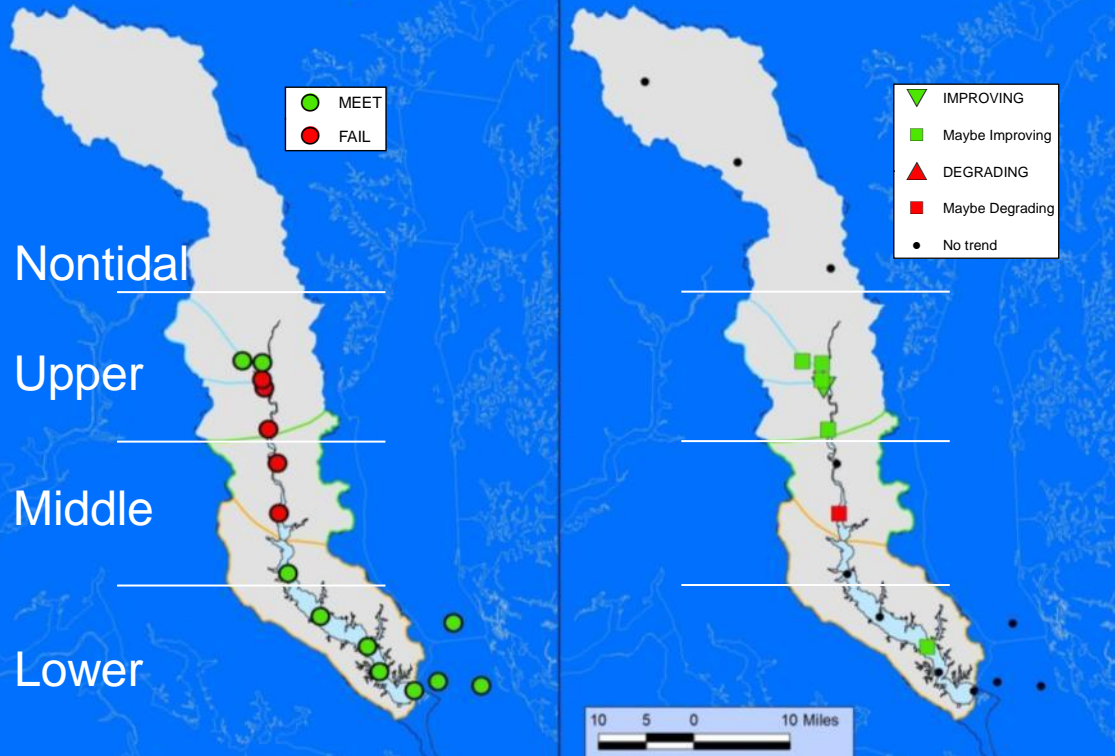 MEET
FAIL
Nontidal
Upper
Middle
Lower
IMPROVING
Maybe Improving
DEGRADING
Maybe Degrading
No trend
10 5 0 10 Miles